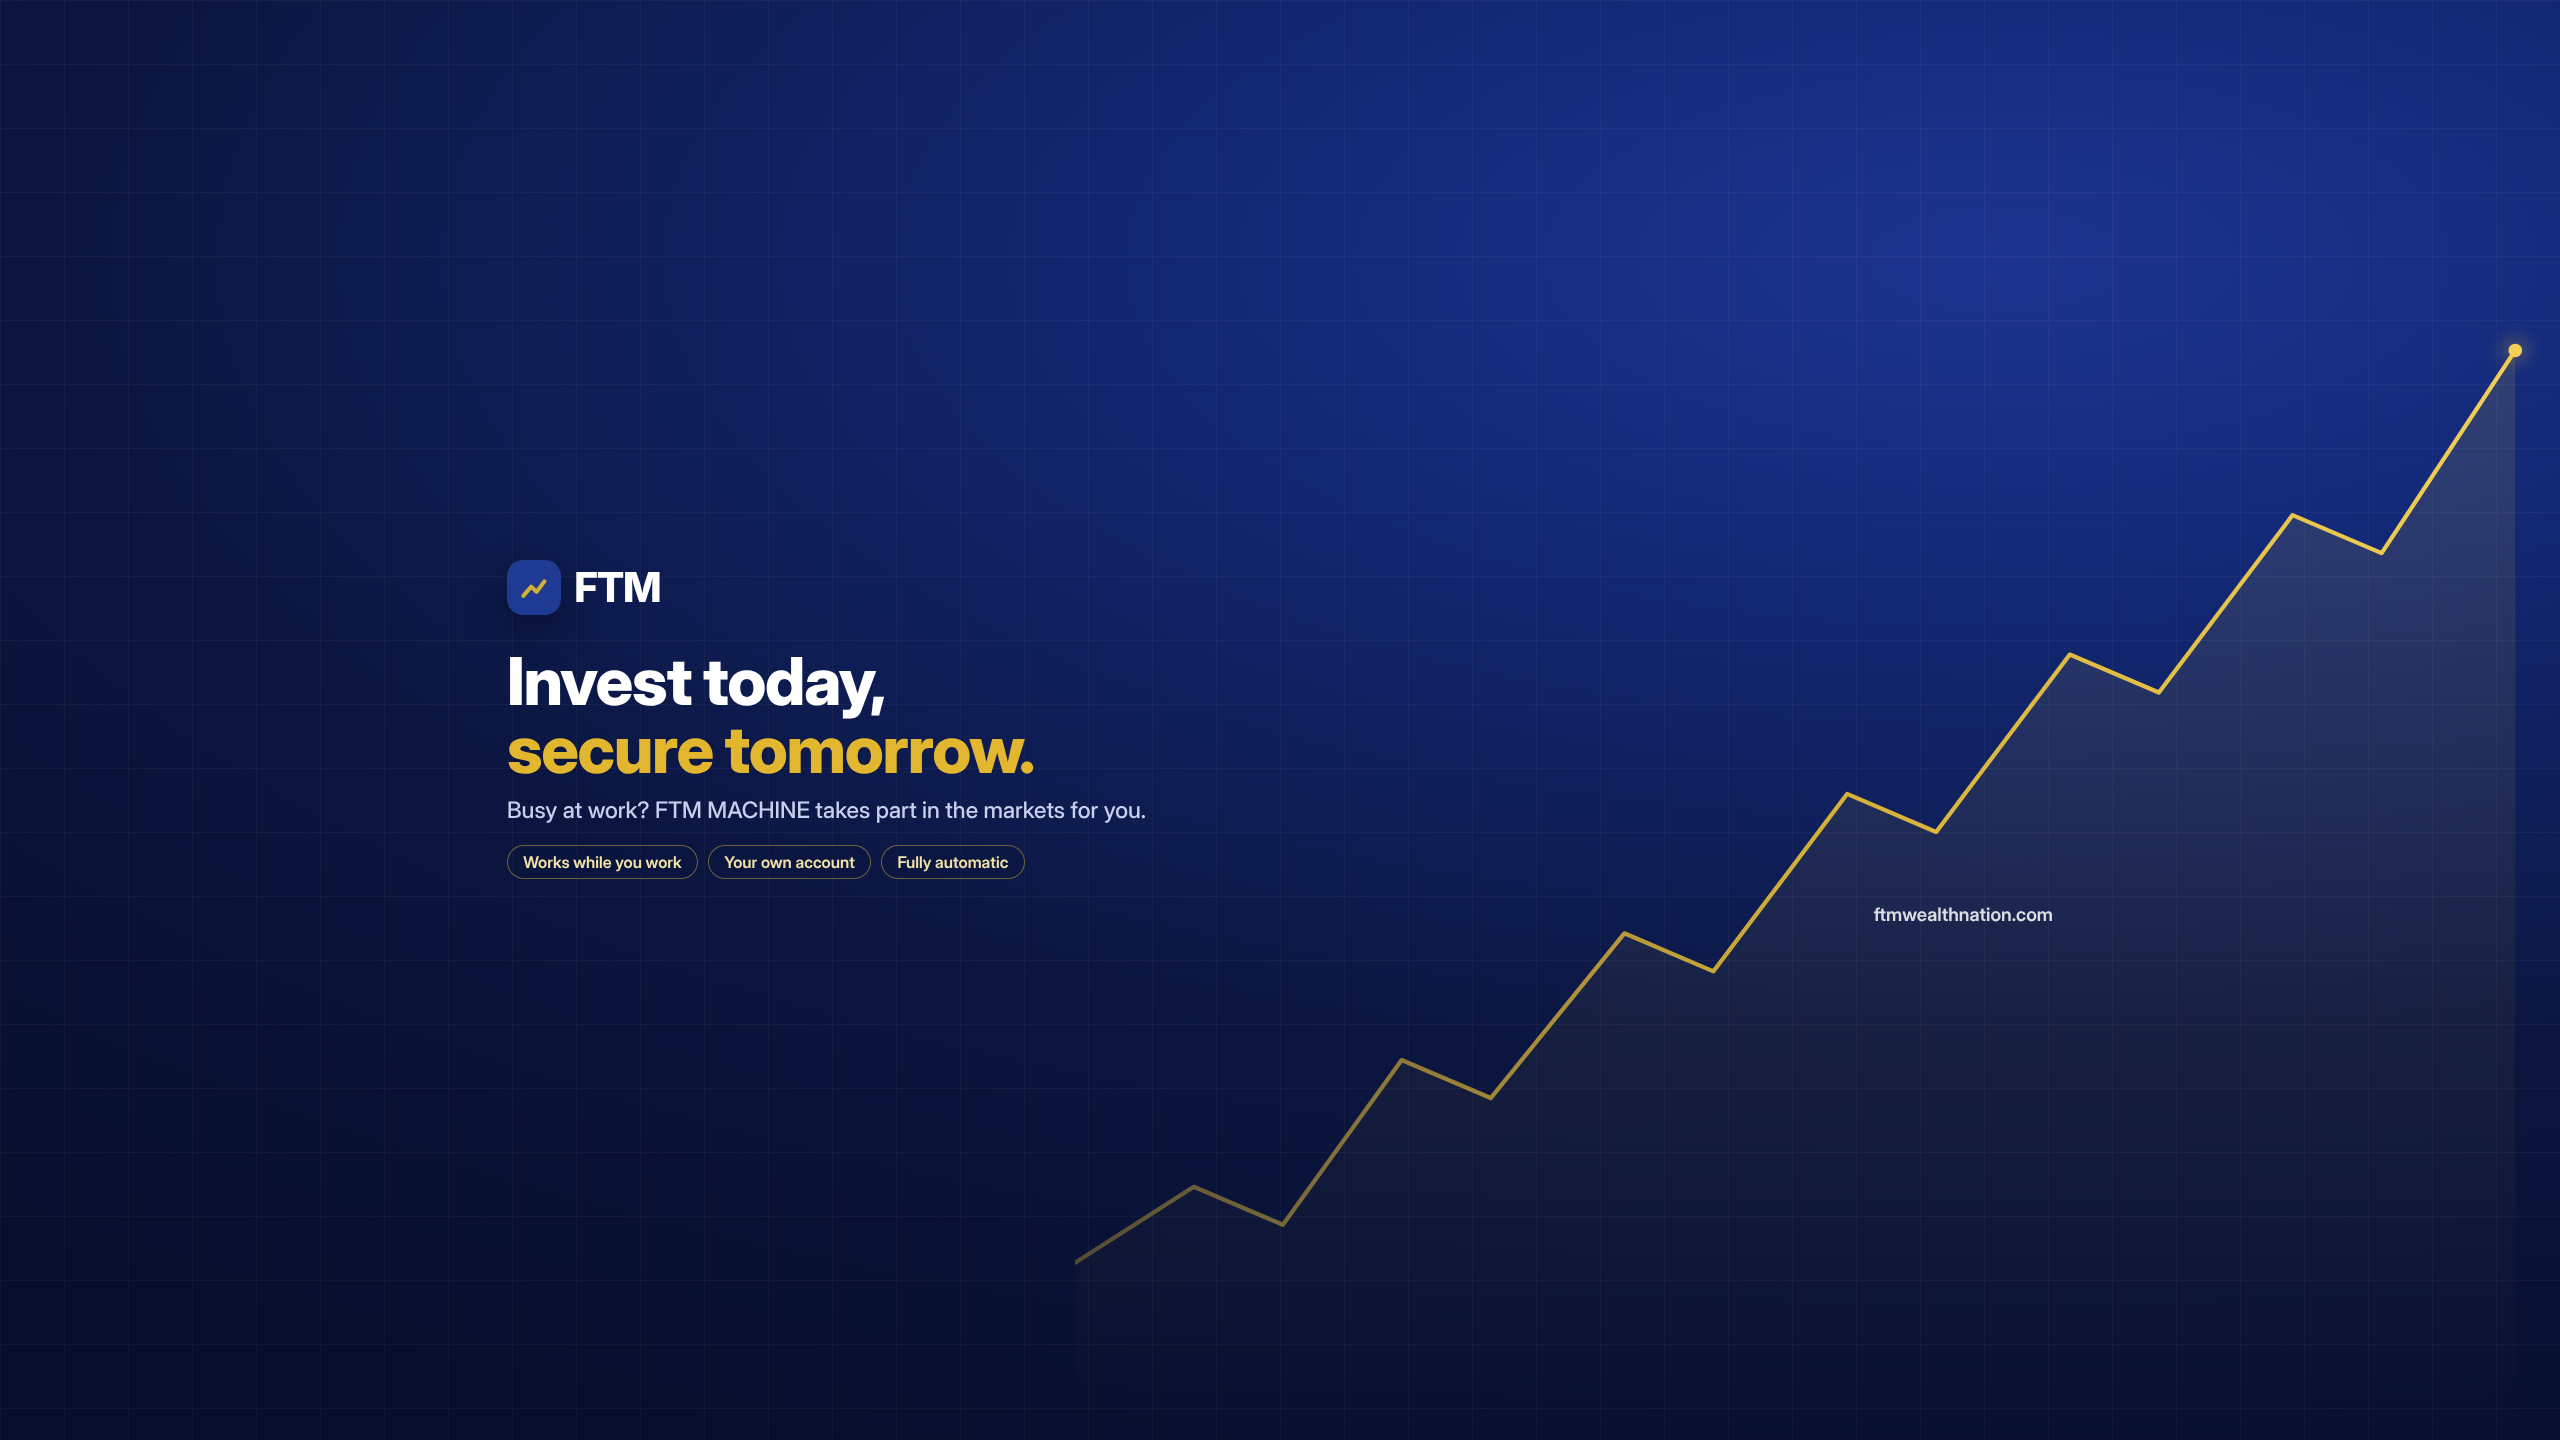 FTM
Invest today,
secure tomorrow.
Busy at work? FTM MACHINE takes part in the markets for you.
Works while you work
Your own account
Fully automatic
ftmwealthnation.com